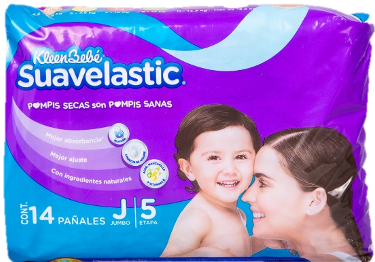 KleenBebé
Suavelastic®
POMPIS SECAS son POMPIS SANAS
Mejor absorbencia
Mejor ajuste
Con ingredientes naturales
CONT. 14 PAÑALES J JUMBO 5 ETAPA